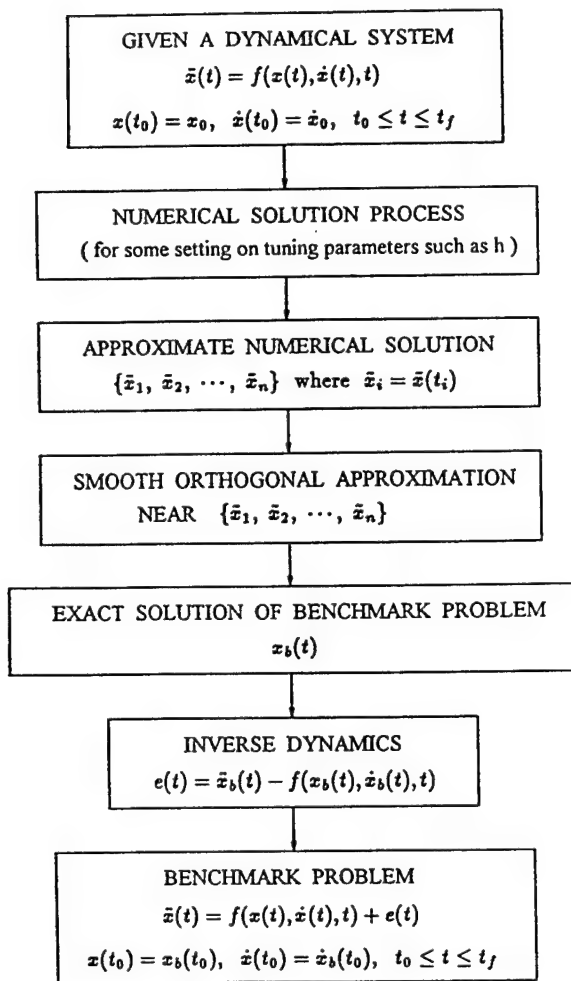 GIVEN A DYNAMICAL SYSTEM
ẍ(t) = f(x(t),ẋ(t),t)
x(t₀) = x₀, ẋ(t₀) = ẋ₀, t₀ ≤ t ≤ t_f
NUMERICAL SOLUTION PROCESS
( for some setting on tuning parameters such as h )
APPROXIMATE NUMERICAL SOLUTION
{x̃₁, x̃₂, ⋯, x̃ₙ} where x̃ᵢ = x̃(tᵢ)
SMOOTH ORTHOGONAL APPROXIMATION
NEAR {x̃₁, x̃₂, ⋯, x̃ₙ}
EXACT SOLUTION OF BENCHMARK PROBLEM
x_b(t)
INVERSE DYNAMICS
e(t) = ẍ_b(t) − f(x_b(t),ẋ_b(t),t)
BENCHMARK PROBLEM
ẍ(t) = f(x(t),ẋ(t),t) + e(t)
x(t₀) = x_b(t₀), ẋ(t₀) = ẋ_b(t₀), t₀ ≤ t ≤ t_f